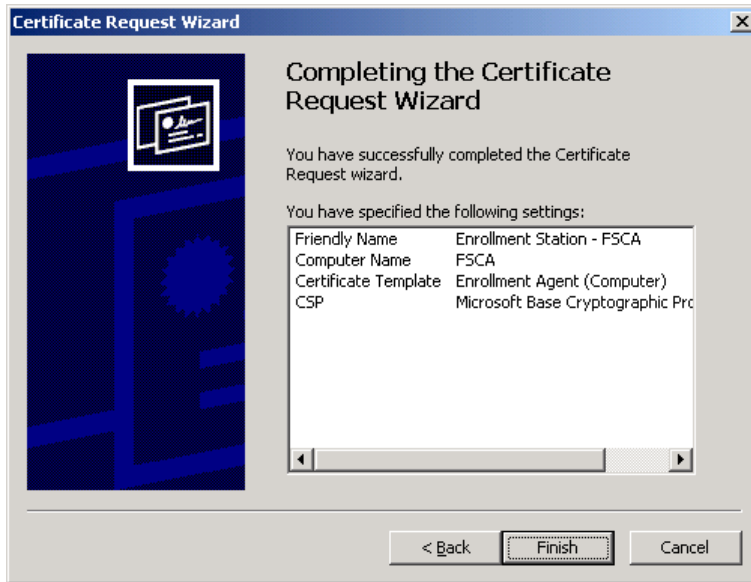 Certificate Request Wizard
Completing the Certificate
Request Wizard
You have successfully completed the Certificate
Request wizard.
You have specified the following settings:
Friendly Name Enrollment Station - FSCA
Computer Name FSCA
Certificate Template Enrollment Agent (Computer)
CSP Microsoft Base Cryptographic Pro
< Back
Finish
Cancel